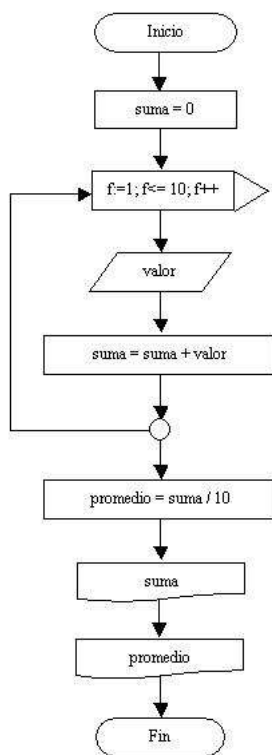 Inicio
suma = 0
f:=1; f<= 10; f++
valor
suma = suma + valor
promedio = suma / 10
suma
promedio
Fin